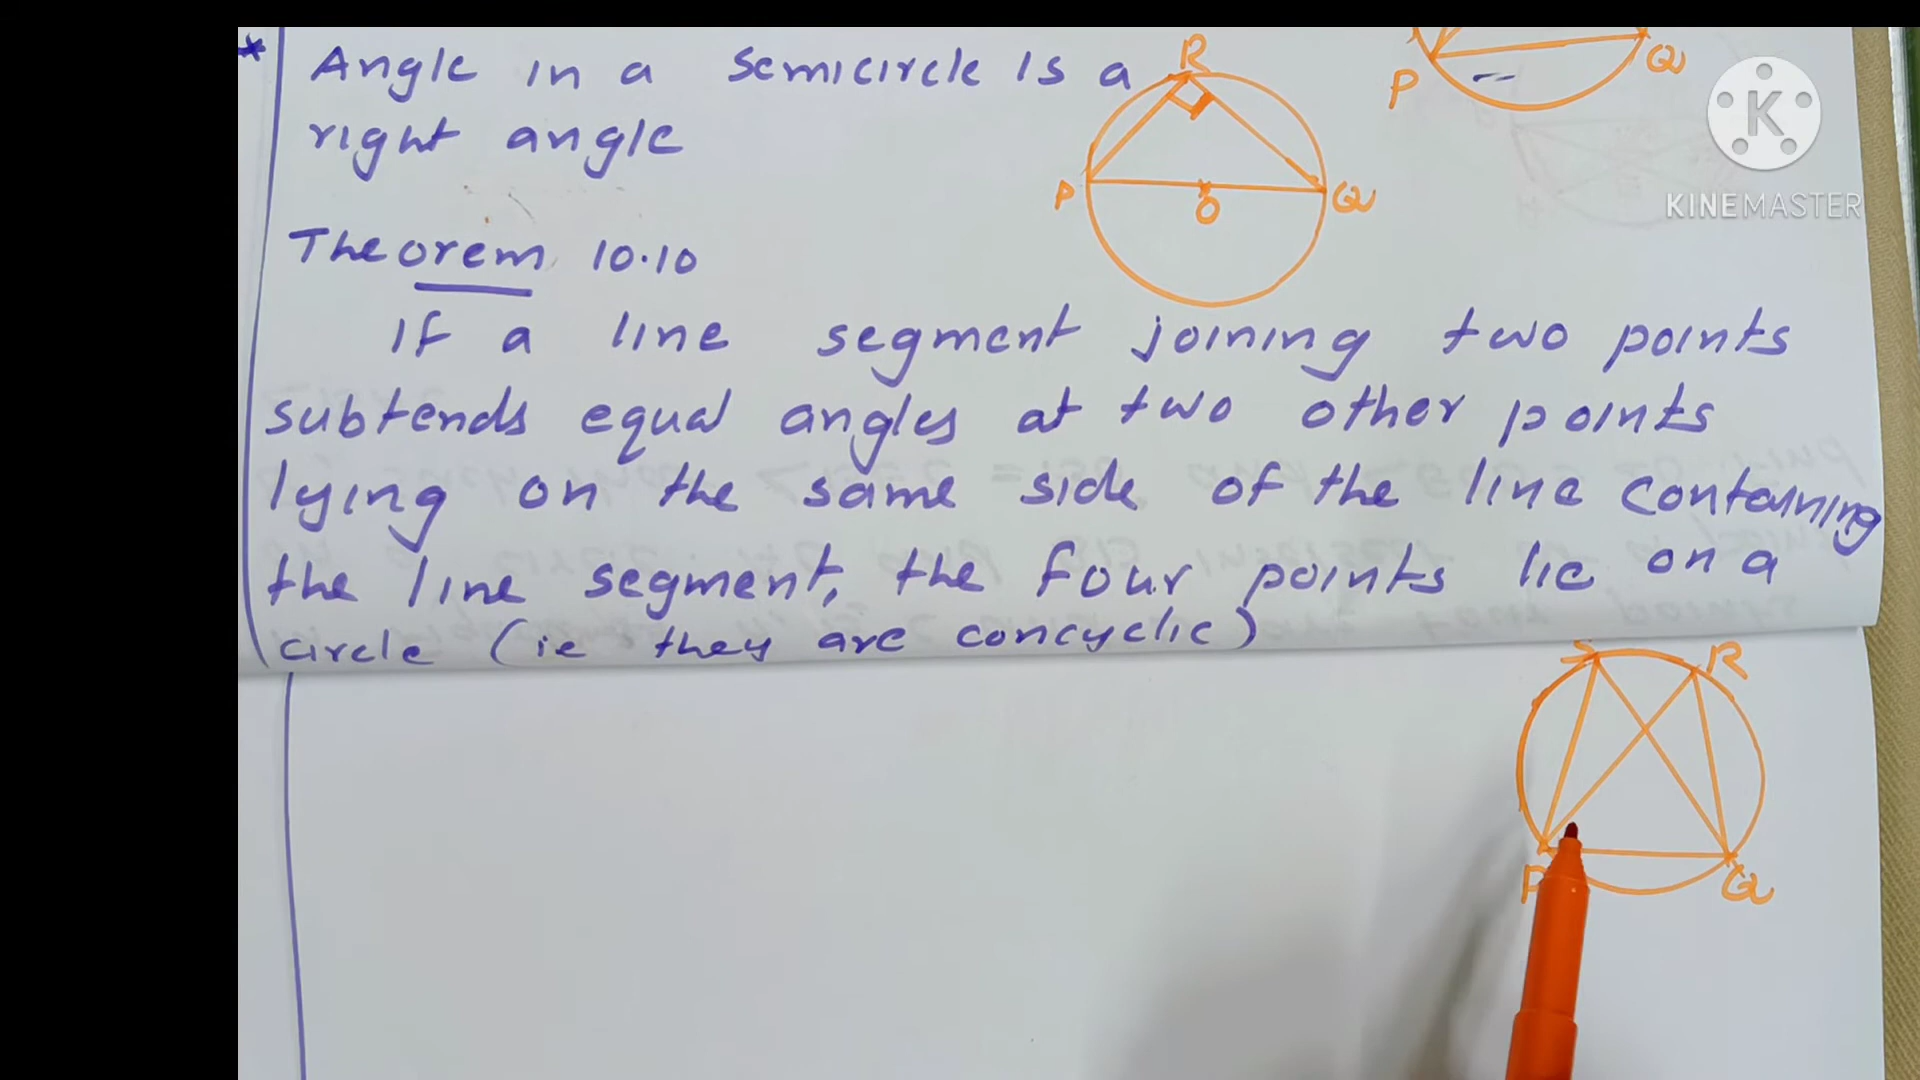 * Angle in a semicircle is a
right angle
R
P
O
Q
P
Q
K
KINEMASTER
Theorem 10.10
If a line segment joining two points
subtends equal angles at two other points
lying on the same side of the line containing
the line segment, the four points lie on a
circle (ie they are concyclic)
S
R
P
Q